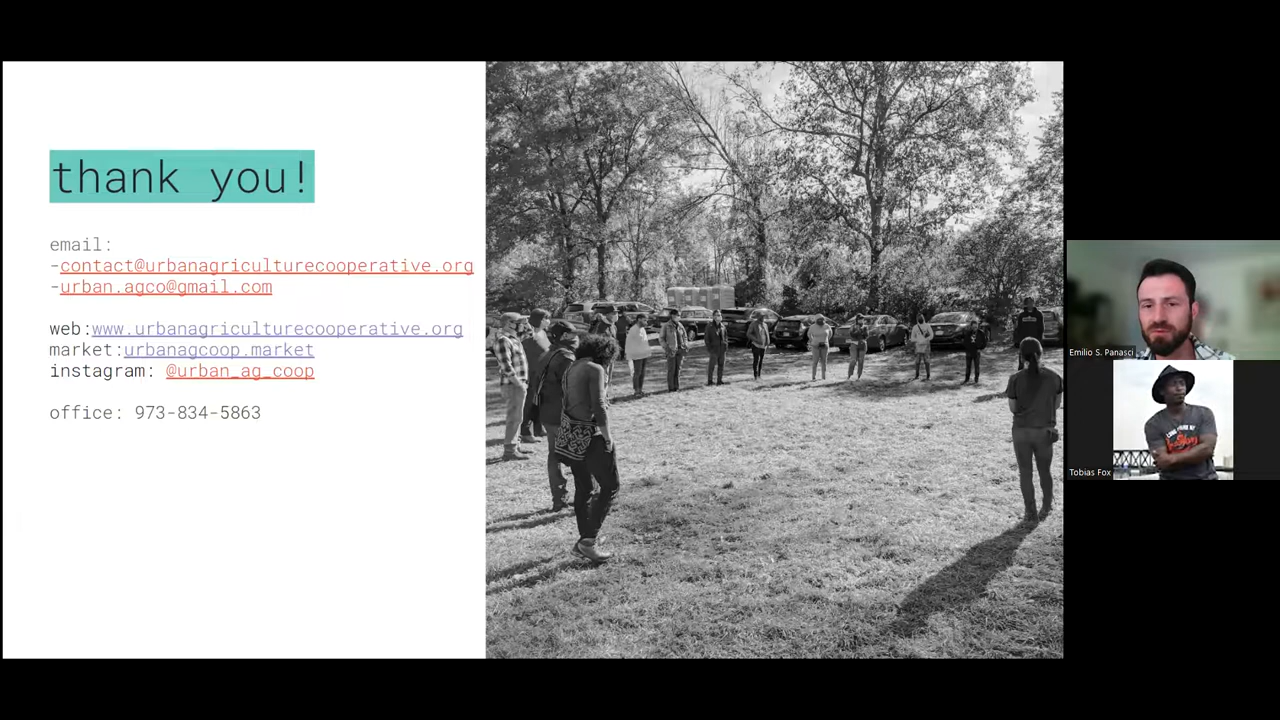 thank you!
email:
-contact@urbanagriculturecooperative.org
-urban.agco@gmail.com
web:www.urbanagriculturecooperative.org
market:urbanagcoop.market
instagram: @urban_ag_coop
office: 973-834-5863
Emilio S. Panasci
Tobias Fox